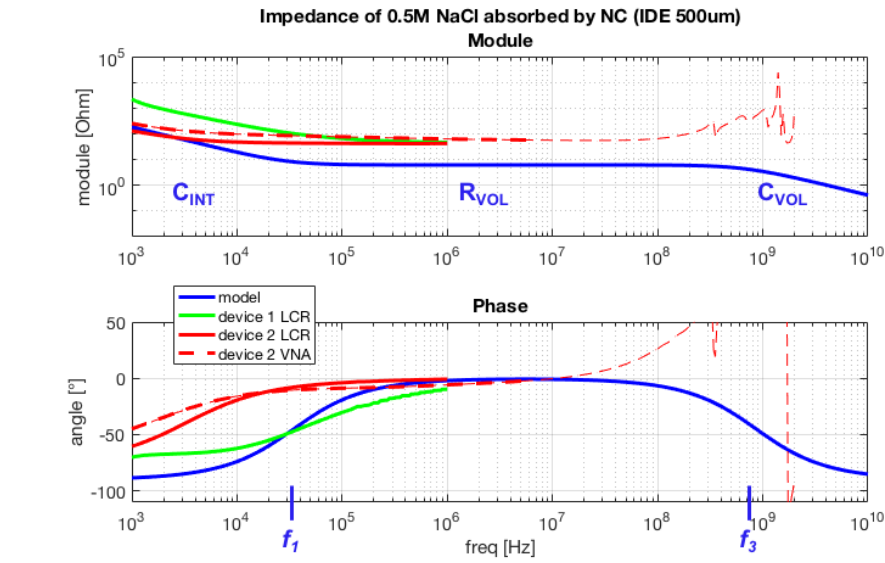 Impedance of 0.5M NaCl absorbed by NC (IDE 500um)
Module
10^5
10^0
module [Ohm]
C_INT
R_VOL
C_VOL
10^3 10^4 10^5 10^6 10^7 10^8 10^9 10^10
model
device 1 LCR
device 2 LCR
device 2 VNA
Phase
50
0
-50
-100
angle [°]
10^3 10^4 10^5 10^6 10^7 10^8 10^9 10^10
f_1
freq [Hz]
f_3